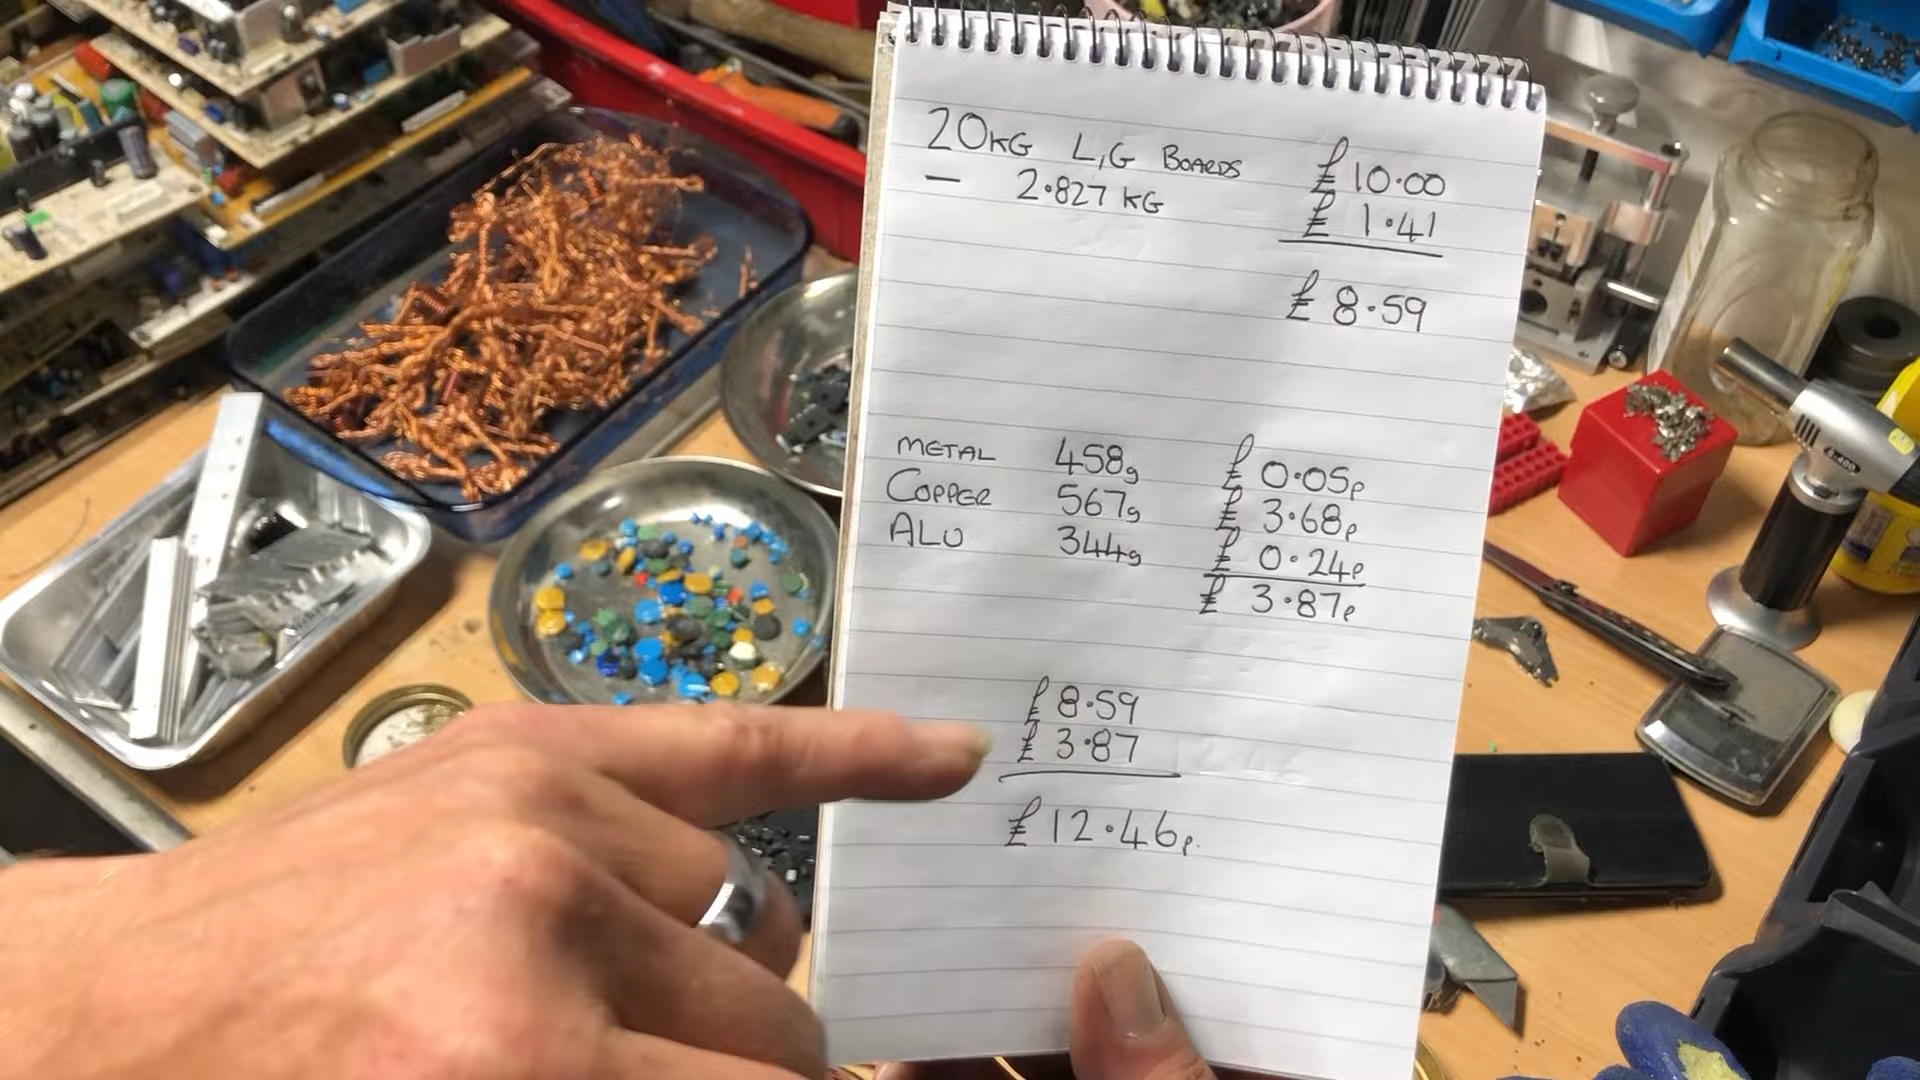 20KG L,G BOARDS £10.00
- 2.827 KG £ 1.41
£ 8.59
METAL 458g £ 0.05p
COPPER 567g £ 3.68p
ALU 344g £ 0.24p
£ 3.87p
£ 8.59
£ 3.87
£ 12.46p.